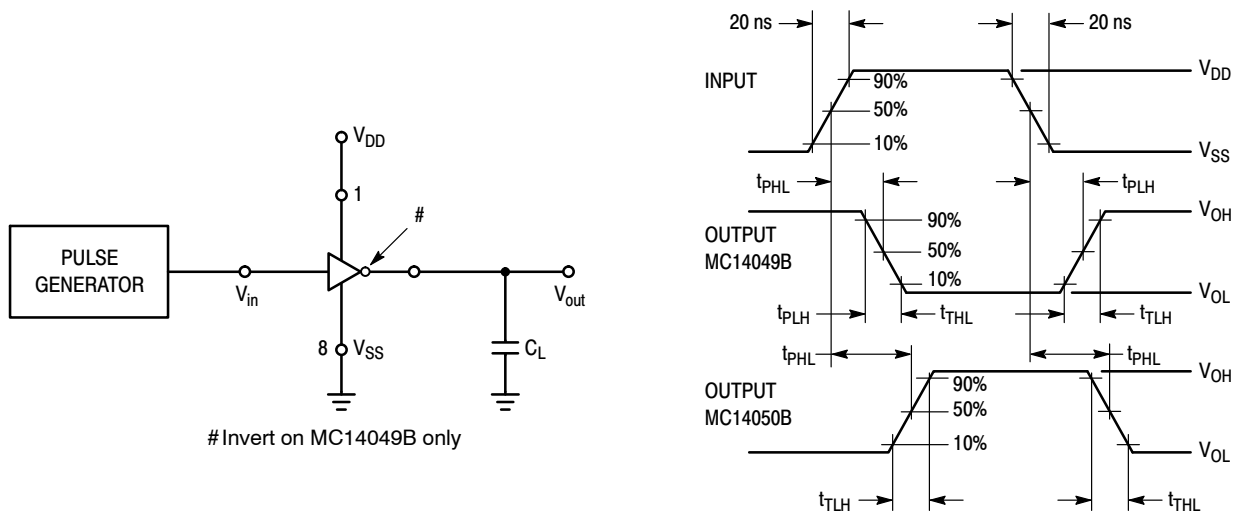 PULSE
GENERATOR
V_in
V_DD
1
#
8 V_SS
C_L
V_out
# Invert on MC14049B only
20 ns
20 ns
INPUT
90%
50%
10%
V_DD
V_SS
t_PHL
t_PLH
OUTPUT
MC14049B
90%
50%
10%
V_OH
V_OL
t_PLH
t_THL
t_TLH
t_PHL
t_PHL
OUTPUT
MC14050B
90%
50%
10%
V_OH
V_OL
t_TLH
t_THL